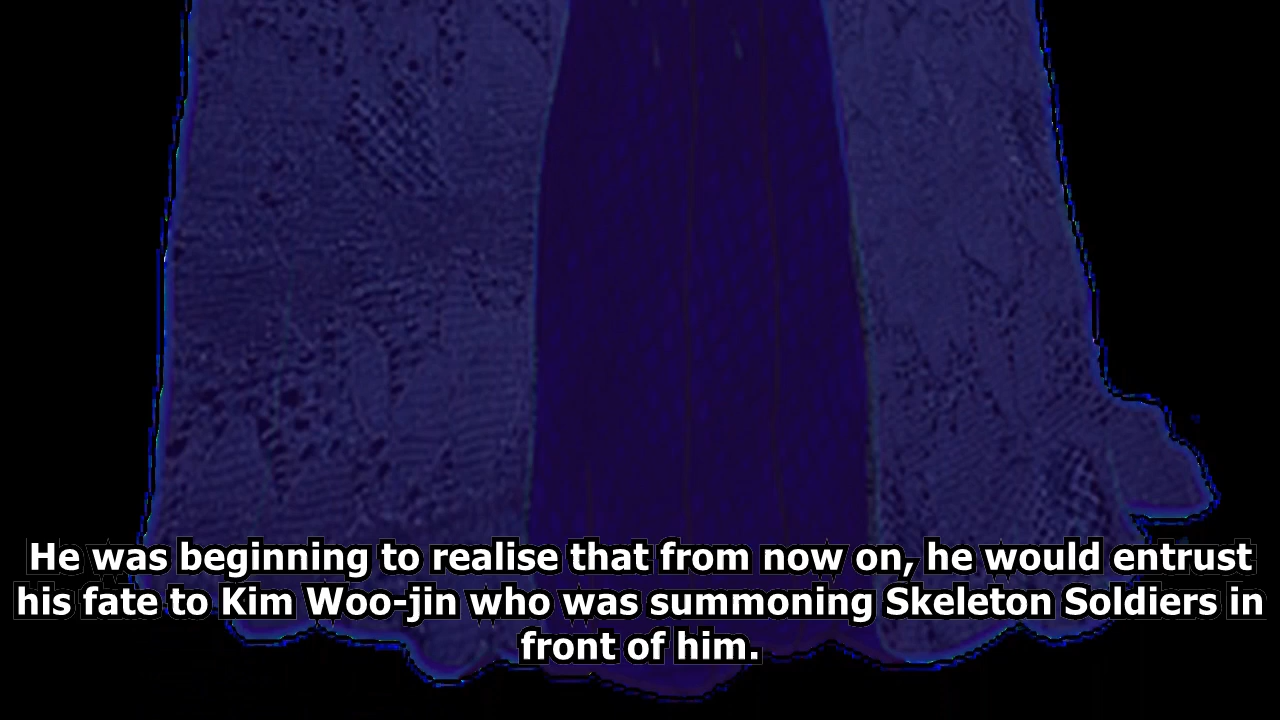 He was beginning to realise that from now on, he would entrust
his fate to Kim Woo-jin who was summoning Skeleton Soldiers in
front of him.